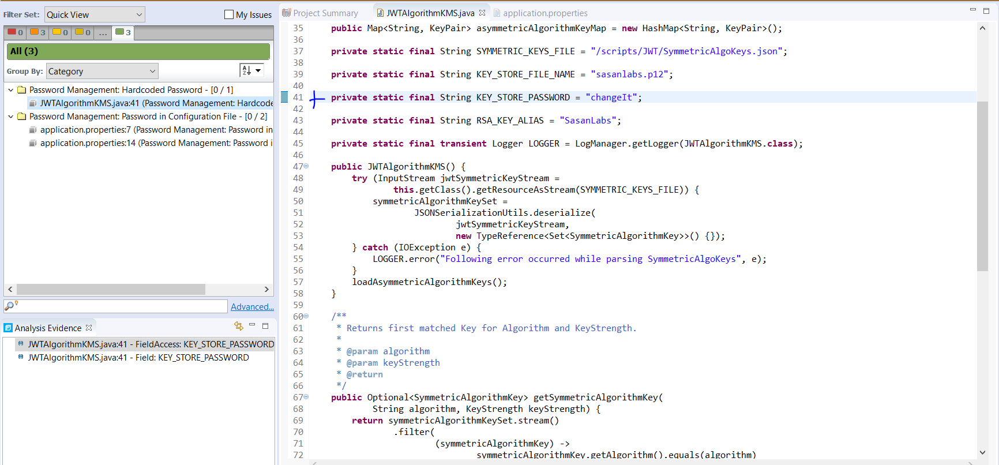 Filter Set: Quick View My Issues
0 3 0 0 ... 3
All (3)
Group By: Category
Password Management: Hardcoded Password - [0 / 1]
JWTAlgorithmKMS.java:41 (Password Management: Hardcode
Password Management: Password in Configuration File - [0 / 2]
application.properties:7 (Password Management: Password in
application.properties:14 (Password Management: Password i
Advanced...
Analysis Evidence
JWTAlgorithmKMS.java:41 - FieldAccess: KEY_STORE_PASSWORD
JWTAlgorithmKMS.java:41 - Field: KEY_STORE_PASSWORD
Project Summary JWTAlgorithmKMS.java application.properties
35 public Map<String, KeyPair> asymmetricAlgorithmKeyMap = new HashMap<String, KeyPair>();
36
37 private static final String SYMMETRIC_KEYS_FILE = "/scripts/JWT/SymmetricAlgoKeys.json";
38
39 private static final String KEY_STORE_FILE_NAME = "sasanlabs.p12";
40
41 private static final String KEY_STORE_PASSWORD = "changeIt";
42
43 private static final String RSA_KEY_ALIAS = "SasanLabs";
44
45 private static final transient Logger LOGGER = LogManager.getLogger(JWTAlgorithmKMS.class);
46
47 public JWTAlgorithmKMS() {
48 try (InputStream jwtSymmetricKeyStream =
49 this.getClass().getResourceAsStream(SYMMETRIC_KEYS_FILE)) {
50 symmetricAlgorithmKeySet =
51 JSONSerializationUtils.deserialize(
52 jwtSymmetricKeyStream,
53 new TypeReference<Set<SymmetricAlgorithmKey>>() {});
54 } catch (IOException e) {
55 LOGGER.error("Following error occurred while parsing SymmetricAlgoKeys", e);
56 }
57 loadAsymmetricAlgorithmKeys();
58 }
59
60 /**
61 * Returns first matched Key for Algorithm and KeyStrength.
62 *
63 * @param algorithm
64 * @param keyStrength
65 * @return
66 */
67 public Optional<SymmetricAlgorithmKey> getSymmetricAlgorithmKey(
68 String algorithm, KeyStrength keyStrength) {
69 return symmetricAlgorithmKeySet.stream()
70 .filter(
71 (symmetricAlgorithmKey) ->
72 symmetricAlgorithmKey.getAlgorithm().equals(algorithm)